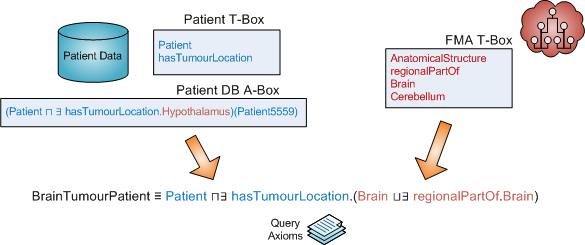 Patient T-Box
Patient Data
Patient
hasTumourLocation
FMA T-Box
AnatomicalStructure
regionalPartOf
Brain
Cerebellum
Patient DB A-Box
(Patient ⊓ ∃ hasTumourLocation.Hypothalamus)(Patient5559)
BrainTumourPatient ≡ Patient ⊓∃ hasTumourLocation.(Brain ⊔∃ regionalPartOf.Brain)
Query
Axioms